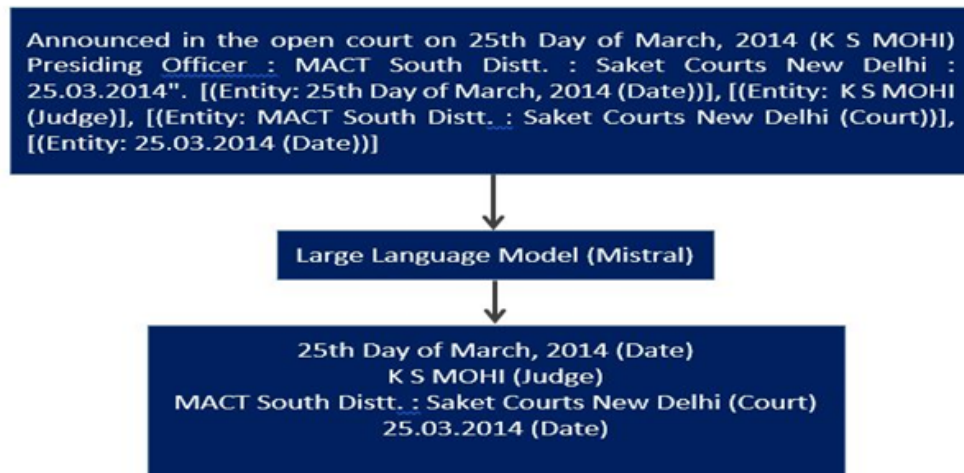 Announced in the open court on 25th Day of March, 2014 (K S MOHI)
Presiding Officer : MACT South Distt. : Saket Courts New Delhi :
25.03.2014". [(Entity: 25th Day of March, 2014 (Date))], [(Entity: K S MOHI
(Judge)], [(Entity: MACT South Distt. : Saket Courts New Delhi (Court))],
[(Entity: 25.03.2014 (Date))]
Large Language Model (Mistral)
25th Day of March, 2014 (Date)
K S MOHI (Judge)
MACT South Distt. : Saket Courts New Delhi (Court)
25.03.2014 (Date)